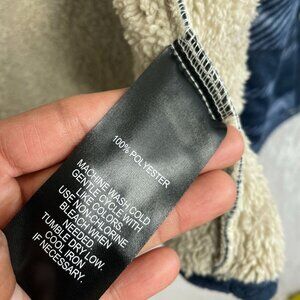 100% POLYESTER
MACHINE WASH COLD
GENTLE CYCLE WITH
LIKE COLORS.
USE NON-CHLORINE
BLEACH WHEN
NEEDED.
TUMBLE DRY LOW.
COOL IRON
IF NECESSARY.